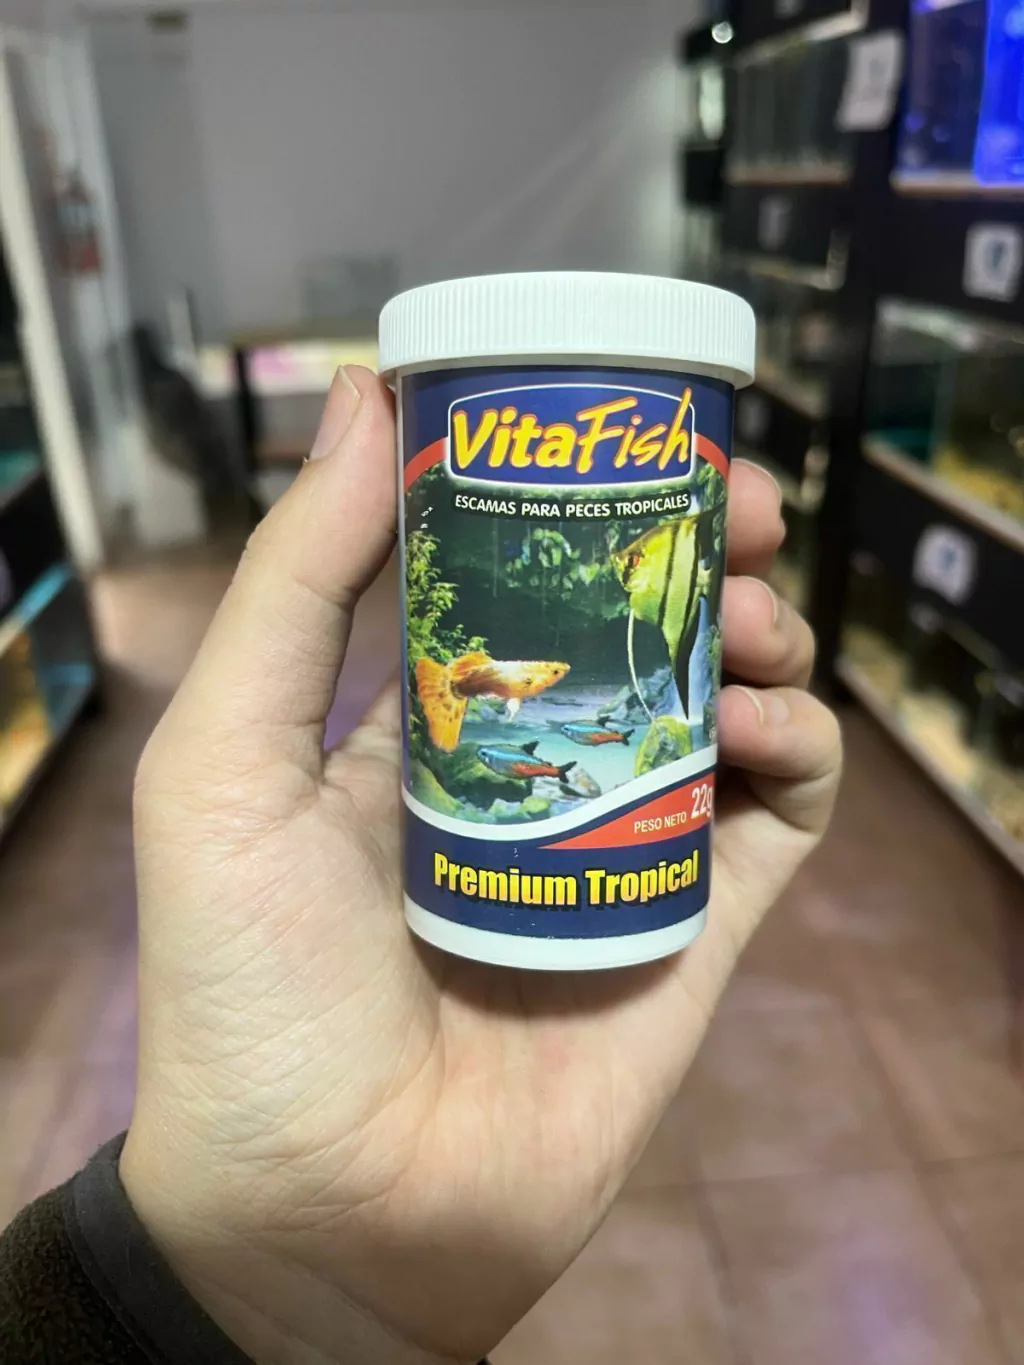 VitaFish
ESCAMAS PARA PECES TROPICALES
PESO NETO 22g
Premium Tropical